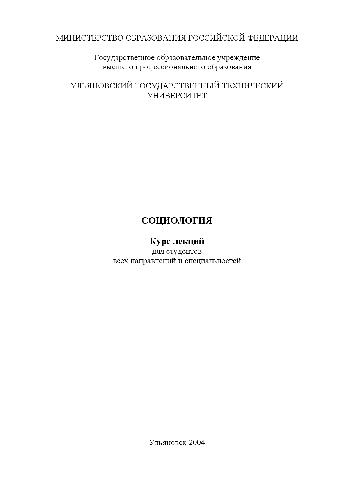 МИНИСТЕРСТВО ОБРАЗОВАНИЯ РОССИЙСКОЙ ФЕДЕРАЦИИ
Государственное образовательное учреждение
высшего профессионального образования
УЛЬЯНОВСКИЙ ГОСУДАРСТВЕННЫЙ ТЕХНИЧЕСКИЙ
УНИВЕРСИТЕТ
СОЦИОЛОГИЯ
Курс лекций
для студентов
всех направлений и специальностей
Ульяновск 2004